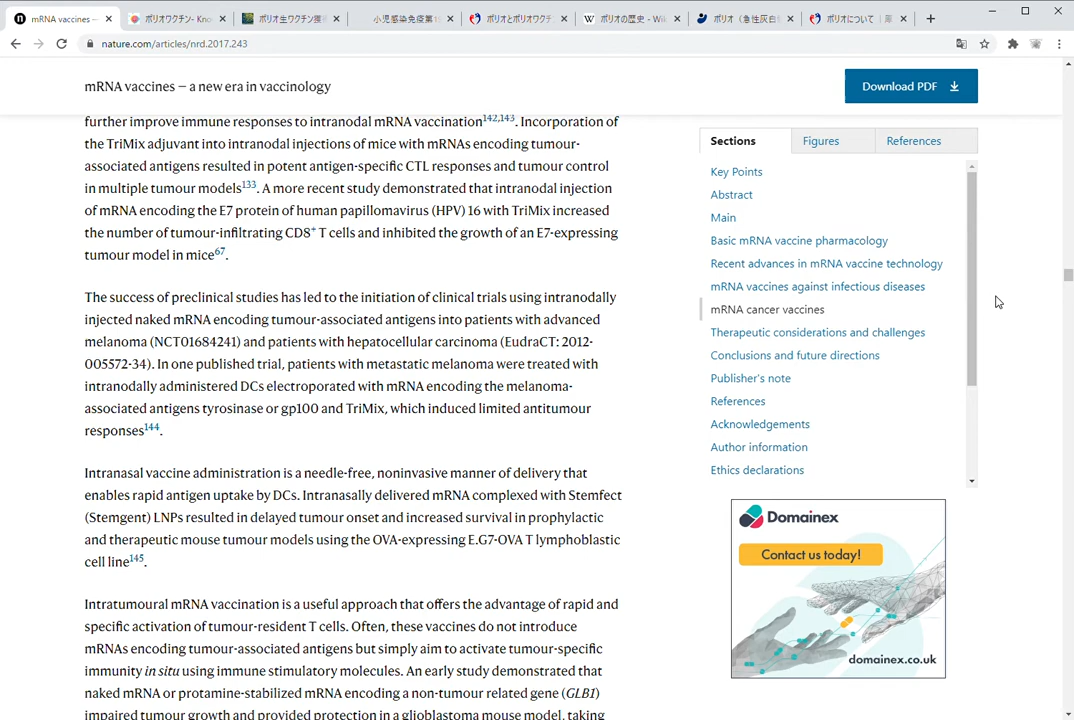 mRNA vaccines —
ポリオワクチン- Kno
ポリオ生ワクチン獲
小児感染免疫第1
ポリオとポリオワクチ
ポリオの歴史 - Wik
ポリオ（急性灰白
ポリオについて｜厚
nature.com/articles/nrd.2017.243
mRNA vaccines — a new era in vaccinology
Download PDF
further improve immune responses to intranodal mRNA vaccination142,143. Incorporation of
the TriMix adjuvant into intranodal injections of mice with mRNAs encoding tumour-
associated antigens resulted in potent antigen-specific CTL responses and tumour control
in multiple tumour models133. A more recent study demonstrated that intranodal injection
of mRNA encoding the E7 protein of human papillomavirus (HPV) 16 with TriMix increased
the number of tumour-infiltrating CD8+ T cells and inhibited the growth of an E7-expressing
tumour model in mice67.
The success of preclinical studies has led to the initiation of clinical trials using intranodally
injected naked mRNA encoding tumour-associated antigens into patients with advanced
melanoma (NCT01684241) and patients with hepatocellular carcinoma (EudraCT: 2012-
005572-34). In one published trial, patients with metastatic melanoma were treated with
intranodally administered DCs electroporated with mRNA encoding the melanoma-
associated antigens tyrosinase or gp100 and TriMix, which induced limited antitumour
responses144.
Intranasal vaccine administration is a needle-free, noninvasive manner of delivery that
enables rapid antigen uptake by DCs. Intranasally delivered mRNA complexed with Stemfect
(Stemgent) LNPs resulted in delayed tumour onset and increased survival in prophylactic
and therapeutic mouse tumour models using the OVA-expressing E.G7-OVA T lymphoblastic
cell line145.
Intratumoural mRNA vaccination is a useful approach that offers the advantage of rapid and
specific activation of tumour-resident T cells. Often, these vaccines do not introduce
mRNAs encoding tumour-associated antigens but simply aim to activate tumour-specific
immunity in situ using immune stimulatory molecules. An early study demonstrated that
naked mRNA or protamine-stabilized mRNA encoding a non-tumour related gene (GLB1)
impaired tumour growth and provided protection in a glioblastoma mouse model, taking
Sections
Figures
References
Key Points
Abstract
Main
Basic mRNA vaccine pharmacology
Recent advances in mRNA vaccine technology
mRNA vaccines against infectious diseases
mRNA cancer vaccines
Therapeutic considerations and challenges
Conclusions and future directions
Publisher's note
References
Acknowledgements
Author information
Ethics declarations
Domainex
Contact us today!
domainex.co.uk